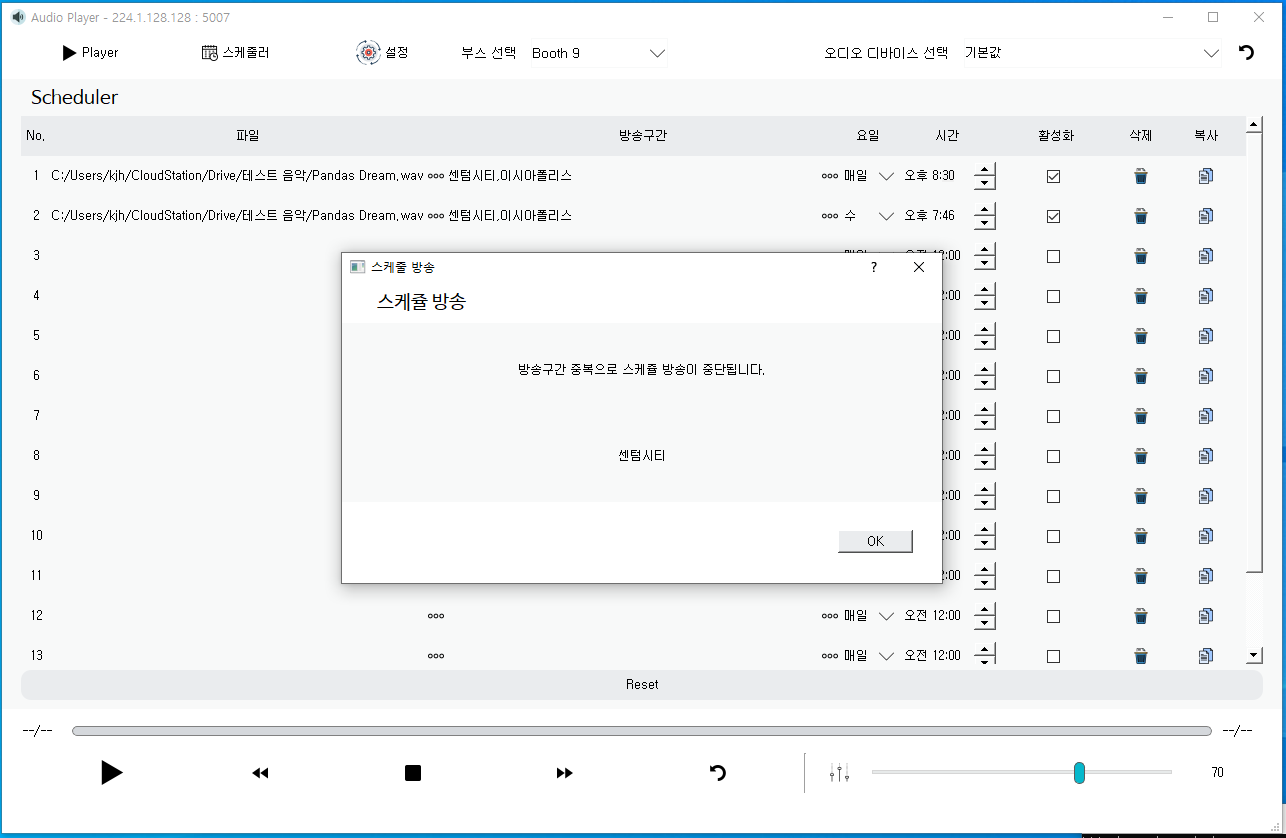 Audio Player - 224.1.128.128 : 5007
Player 스케줄러 설정 부스 선택 Booth 9 오디오 디바이스 선택 기본값
Scheduler
No. 파일 방송구간 요일 시간 활성화 삭제 복사
1 C:/Users/kjh/CloudStation/Drive/테스트 음악/Pandas Dream.wav 센텀시티,이시아폴리스 매일 오후 8:30
2 C:/Users/kjh/CloudStation/Drive/테스트 음악/Pandas Dream.wav 센텀시티,이시아폴리스 수 오후 7:46
3
스케줄 방송 ?
4
스케쥴 방송
5
방송구간 중복으로 스케쥴 방송이 중단됩니다.
6
7
8
센텀시티
9
10
OK
11
12 매일 오전 12:00
13 매일 오전 12:00
Reset
--/-- --/--
70